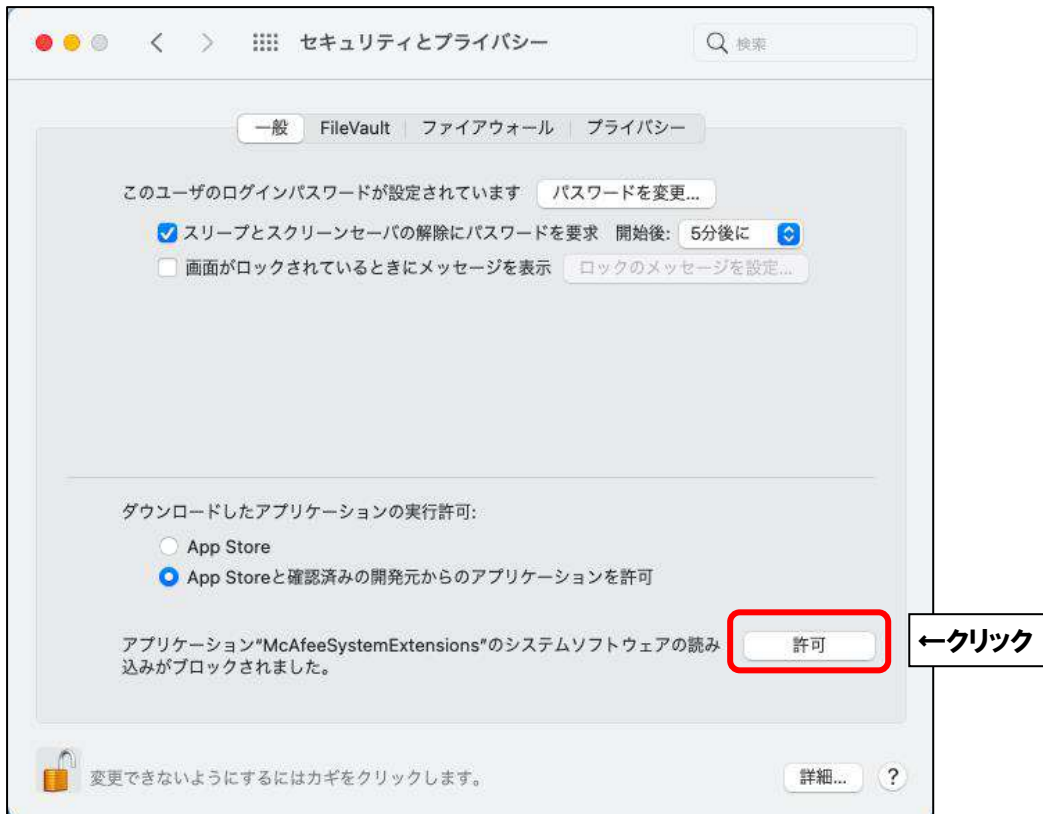 セキュリティとプライバシー
検索
一般 FileVault ファイアウォール プライバシー
このユーザのログインパスワードが設定されています パスワードを変更...
スリープとスクリーンセーバの解除にパスワードを要求 開始後: 5分後に
画面がロックされているときにメッセージを表示 ロックのメッセージを設定...
ダウンロードしたアプリケーションの実行許可:
App Store
App Storeと確認済みの開発元からのアプリケーションを許可
アプリケーション"McAfeeSystemExtensions"のシステムソフトウェアの読み
込みがブロックされました。
許可
←クリック
変更できないようにするにはカギをクリックします。
詳細... ?